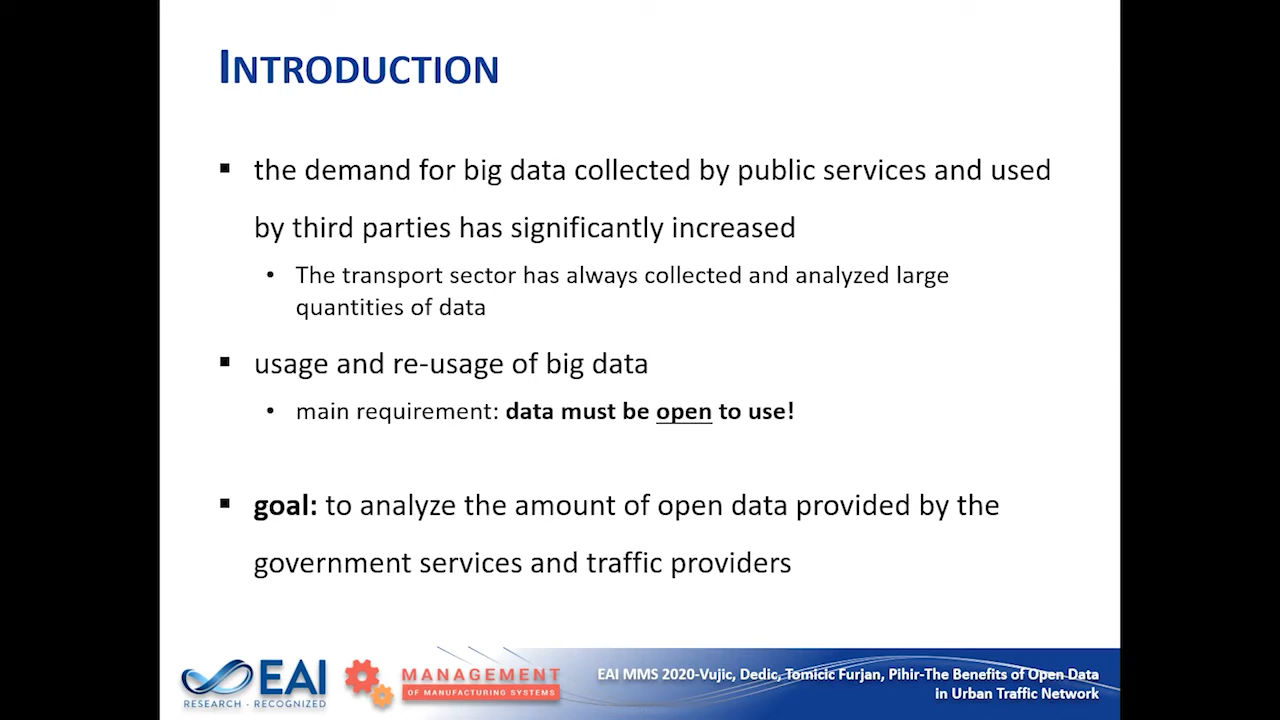 INTRODUCTION
▪ the demand for big data collected by public services and used
by third parties has significantly increased
• The transport sector has always collected and analyzed large
quantities of data
▪ usage and re-usage of big data
• main requirement: data must be open to use!
▪ goal: to analyze the amount of open data provided by the
government services and traffic providers
EAI
RESEARCH - RECOGNIZED
MANAGEMENT
OF MANUFACTURING SYSTEMS
EAI MMS 2020-Vujic, Dedic, Tomicic Furjan, Pihir-The Benefits of Open Data
in Urban Traffic Network